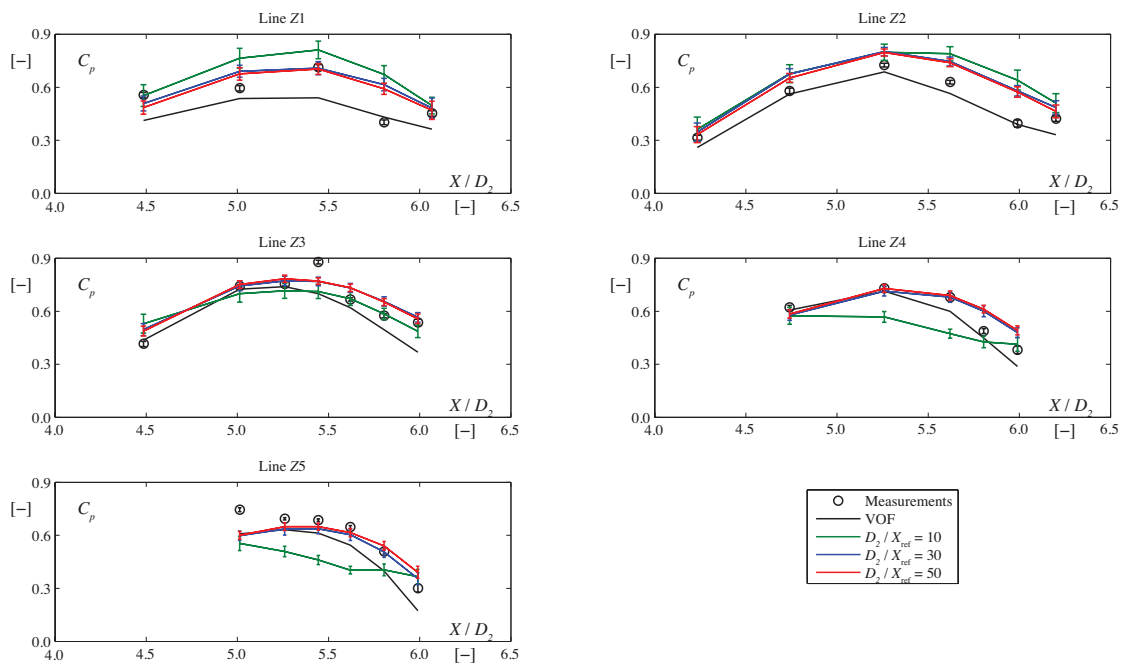 Line Z1
[−]
C_p
0.9
0.6
0.3
0.0
4.0 4.5 5.0 5.5 6.0 6.5
X / D_2
[−]
Line Z2
[−]
C_p
0.9
0.6
0.3
0.0
4.0 4.5 5.0 5.5 6.0 6.5
X / D_2
[−]
Line Z3
[−]
C_p
0.9
0.6
0.3
0.0
4.0 4.5 5.0 5.5 6.0 6.5
X / D_2
[−]
Line Z4
[−]
C_p
0.9
0.6
0.3
0.0
4.0 4.5 5.0 5.5 6.0 6.5
X / D_2
[−]
Line Z5
[−]
C_p
0.9
0.6
0.3
0.0
4.0 4.5 5.0 5.5 6.0 6.5
X / D_2
[−]
Measurements
VOF
D_2 / X_ref = 10
D_2 / X_ref = 30
D_2 / X_ref = 50